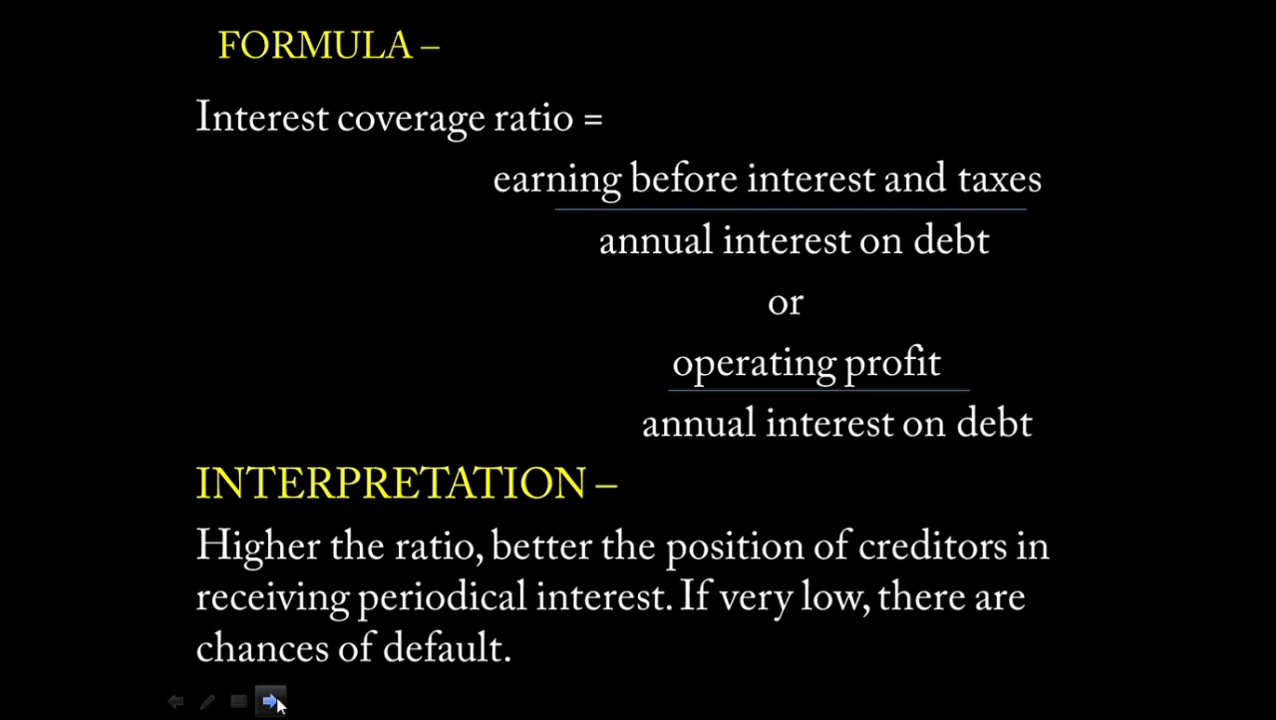 FORMULA –
Interest coverage ratio =
earning before interest and taxes
annual interest on debt
or
operating profit
annual interest on debt
INTERPRETATION –
Higher the ratio, better the position of creditors in
receiving periodical interest. If very low, there are
chances of default.